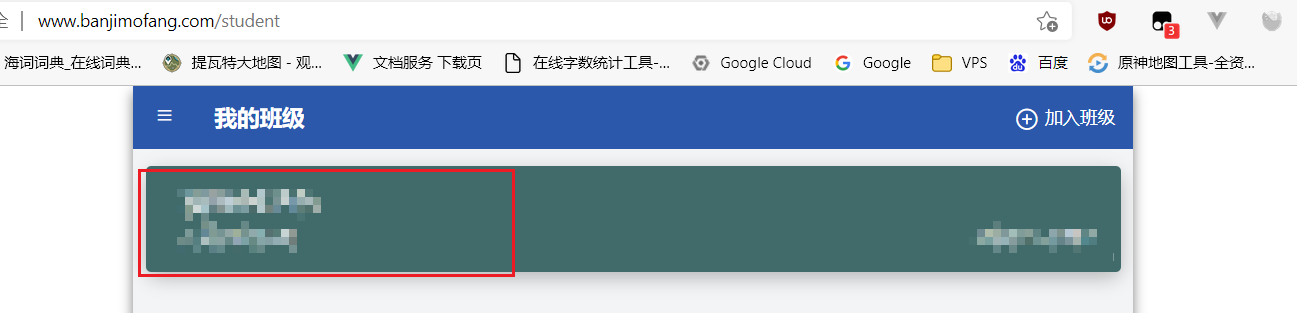 全 www.banjimofang.com/student
3
海词词典_在线词典... 提瓦特大地图 - 观... 文档服务 下载页 在线字数统计工具-... Google Cloud Google VPS 百度 原神地图工具-全资...
我的班级 加入班级